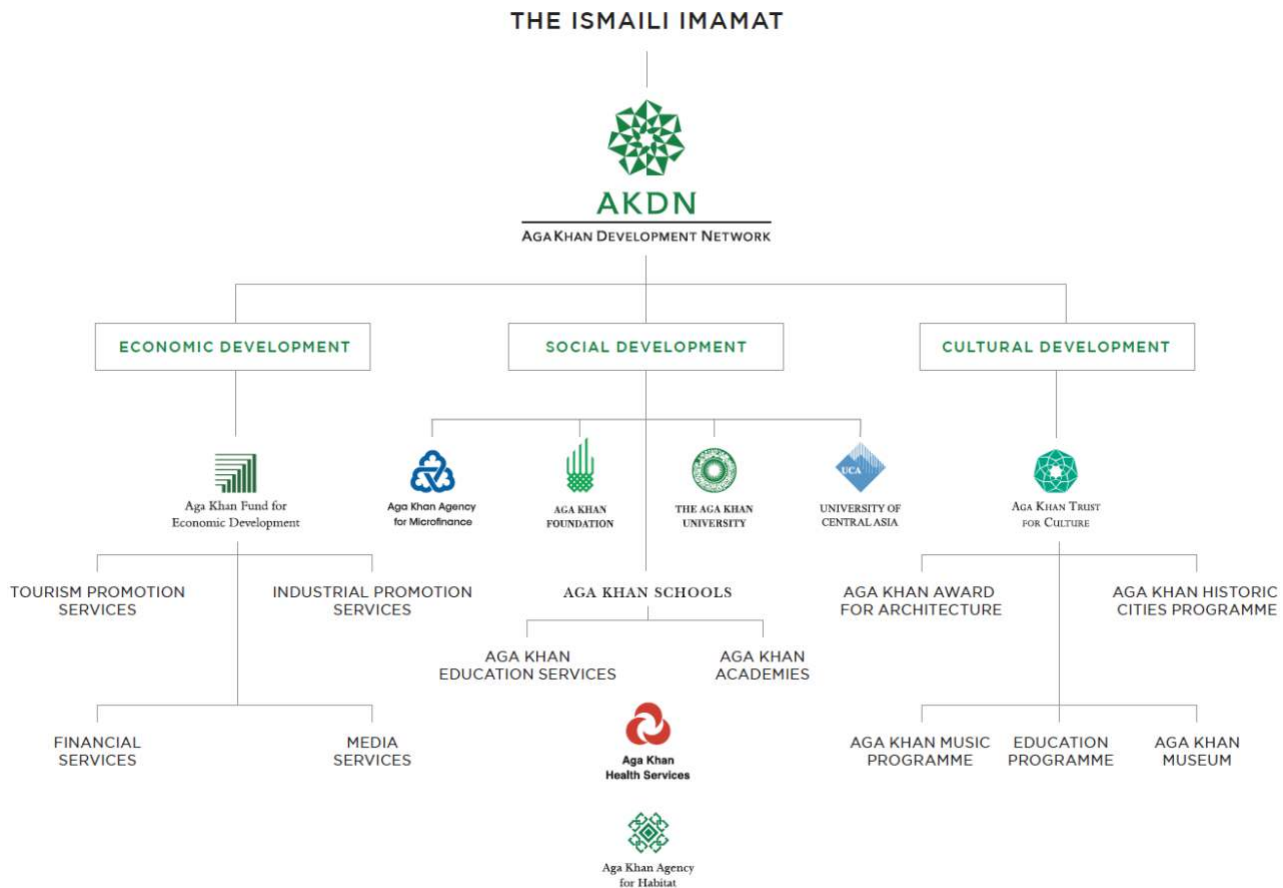 THE ISMAILI IMAMAT
AKDN
AGA KHAN DEVELOPMENT NETWORK
ECONOMIC DEVELOPMENT
SOCIAL DEVELOPMENT
CULTURAL DEVELOPMENT
Aga Khan Fund for
Economic Development
Aga Khan Agency
for Microfinance
AGA KHAN
FOUNDATION
THE AGA KHAN
UNIVERSITY
UCA
UNIVERSITY OF
CENTRAL ASIA
AGA KHAN TRUST
FOR CULTURE
TOURISM PROMOTION
SERVICES
INDUSTRIAL PROMOTION
SERVICES
AGA KHAN SCHOOLS
AGA KHAN AWARD
FOR ARCHITECTURE
AGA KHAN HISTORIC
CITIES PROGRAMME
AGA KHAN
EDUCATION SERVICES
AGA KHAN
ACADEMIES
FINANCIAL
SERVICES
MEDIA
SERVICES
Aga Khan
Health Services
AGA KHAN MUSIC
PROGRAMME
EDUCATION
PROGRAMME
AGA KHAN
MUSEUM
Aga Khan Agency
for Habitat